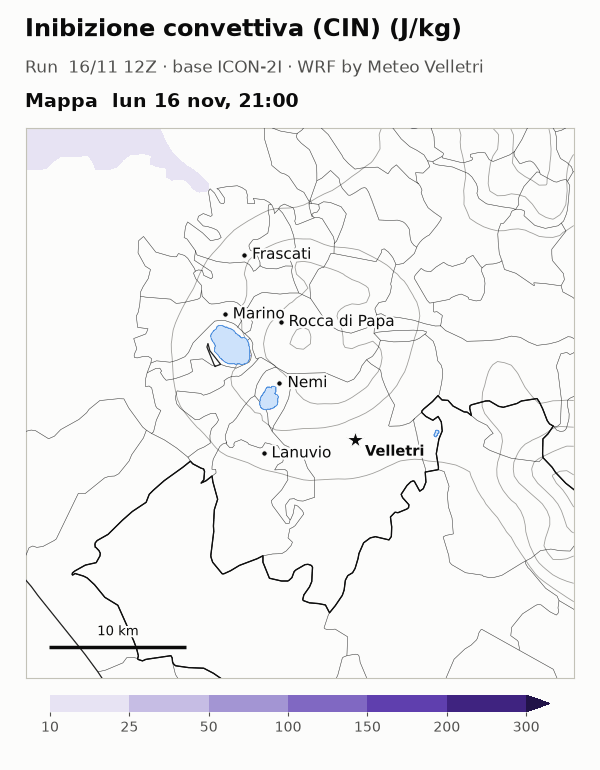 Inibizione convettiva (CIN) (J/kg)
Run  16/11 12Z · base ICON-2I · WRF by Meteo Velletri
Mappa  lun 16 nov, 21:00
Frascati
Marino
Rocca di Papa
Nemi
Velletri
Lanuvio
10 km
10 25 50 100 150 200 300